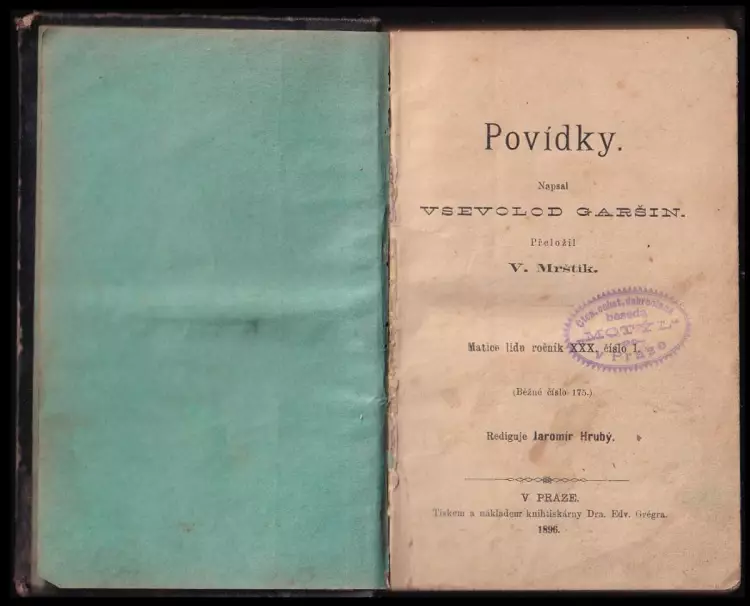 Povídky.
Napsal
VSEVOLOD GARŠIN.
Přeložil
V. Mrštík.
Matice lidu ročník XXX, číslo 1.
(Běžné číslo 175.)
Rediguje Jaromír Hrubý.
V PRAZE.
Tiskem a nákladem knihtiskárny Dra. Edv. Grégra.
1896.
beseda
"MOTÝL"
v Praze